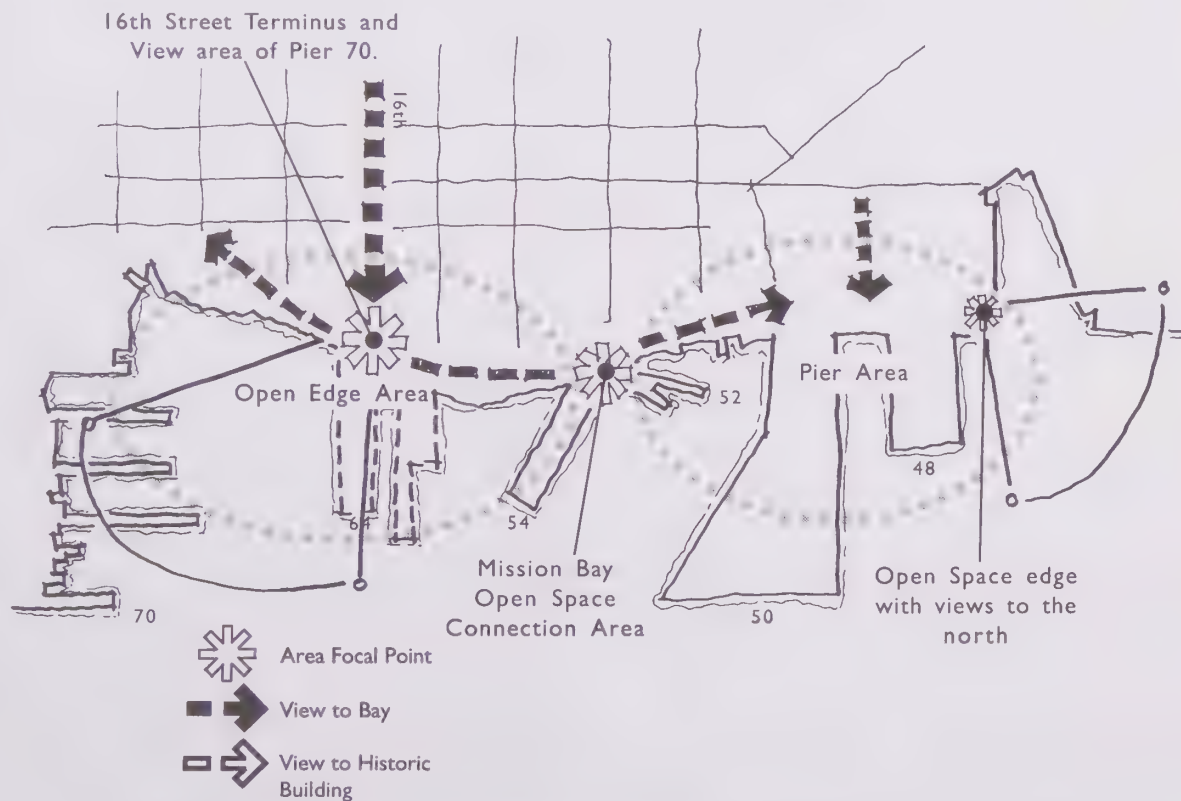 16th Street Terminus and
View area of Pier 70.
16th
Open Edge Area
Pier Area
52
48
64
54
70
50
Mission Bay
Open Space
Connection Area
Open Space edge
with views to the
north
Area Focal Point
View to Bay
View to Historic
Building